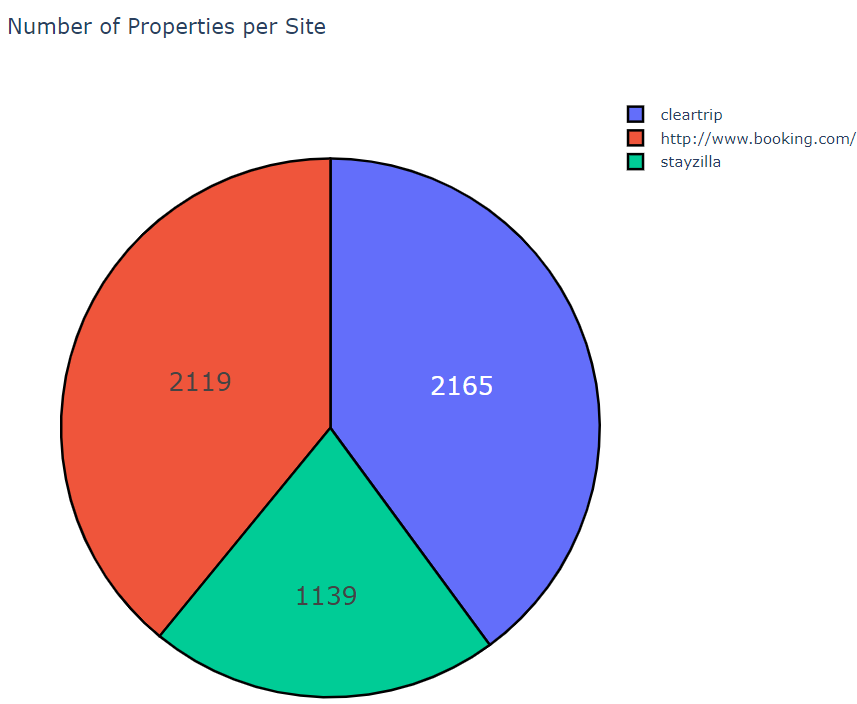 Number of Properties per Site
cleartrip
http://www.booking.com/
stayzilla
2119
2165
1139